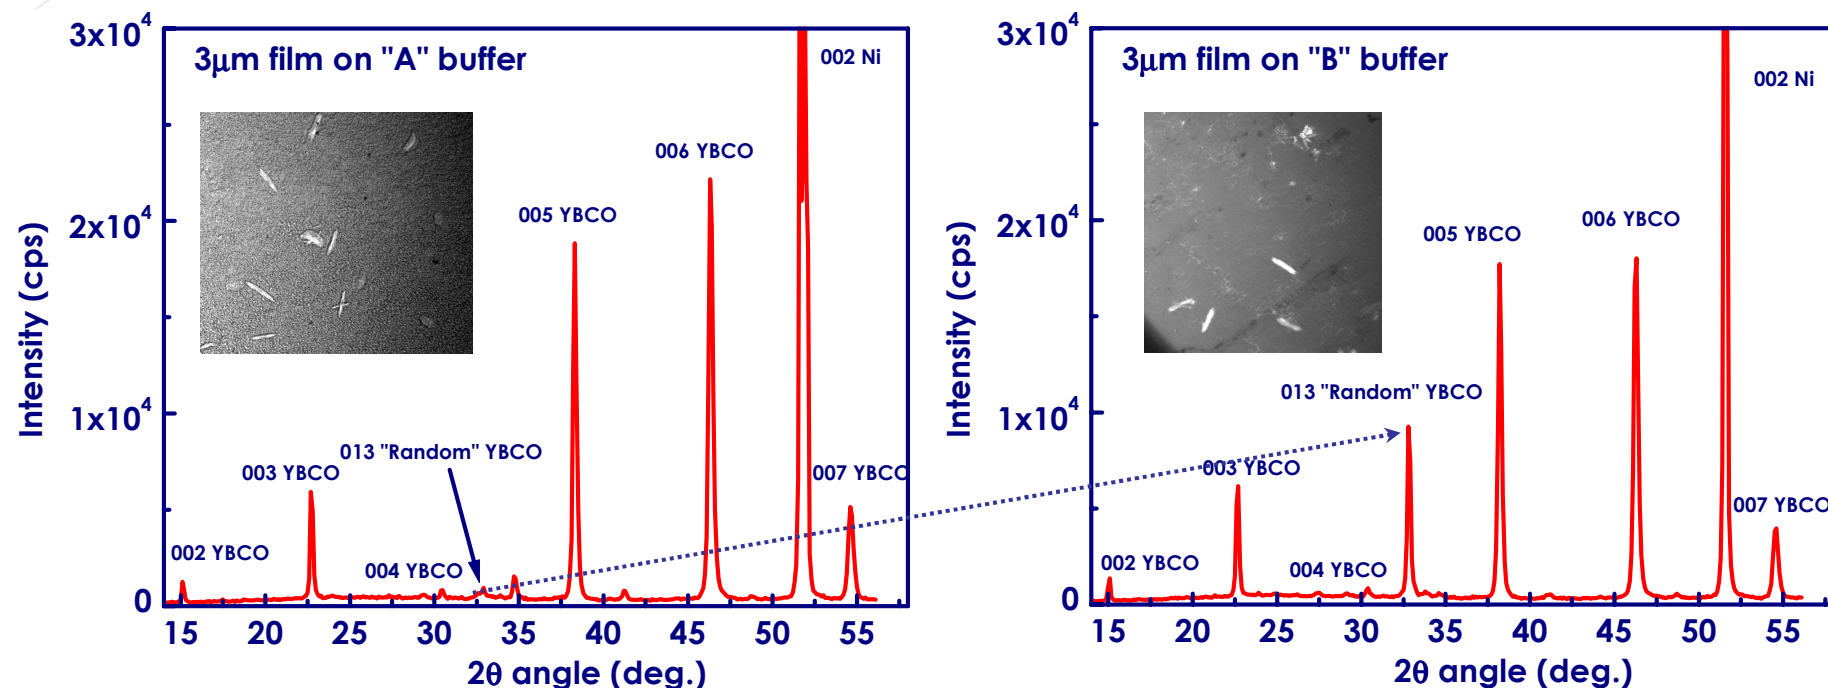 3x10⁴
3μm film on "A" buffer
002 Ni
006 YBCO
005 YBCO
2x10⁴
Intensity (cps)
1x10⁴
013 "Random" YBCO
003 YBCO
007 YBCO
002 YBCO
004 YBCO
0
15 20 25 30 35 40 45 50 55
2θ angle (deg.)
3x10⁴
3μm film on "B" buffer
002 Ni
006 YBCO
005 YBCO
2x10⁴
Intensity (cps)
013 "Random" YBCO
1x10⁴
003 YBCO
007 YBCO
002 YBCO
004 YBCO
0
15 20 25 30 35 40 45 50 55
2θ angle (deg.)